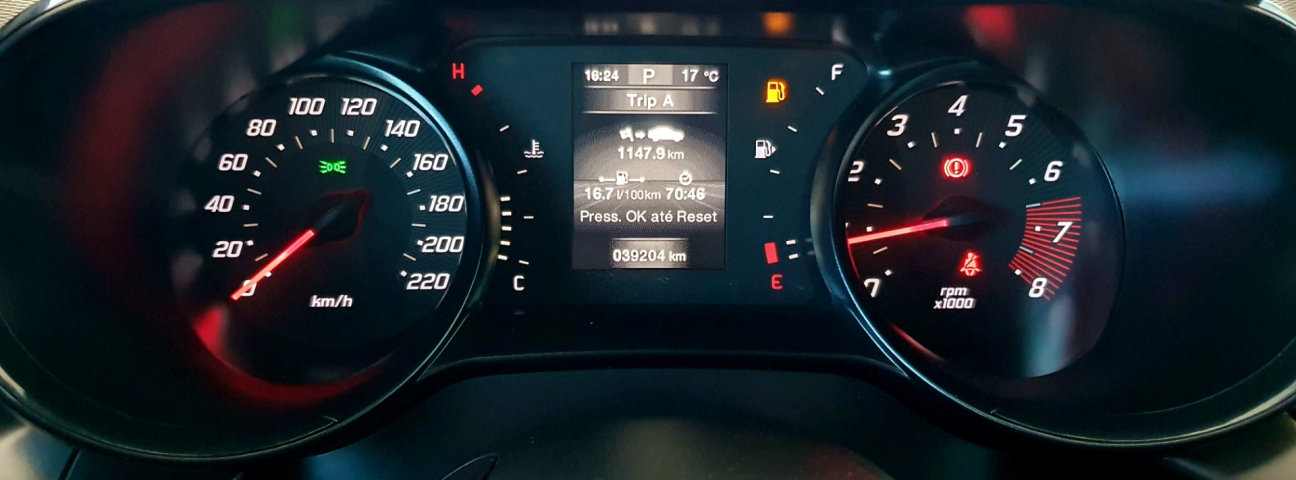 220
200
180
160
140
120
100
80
60
40
20
0
km/h
H
C
16:24 P 17 °C
Trip A
1147.9 km
16.7 l/100km 70:46
Press. OK até Reset
039204 km
F
E
2
3
4
5
6
7
8
rpm
x1000